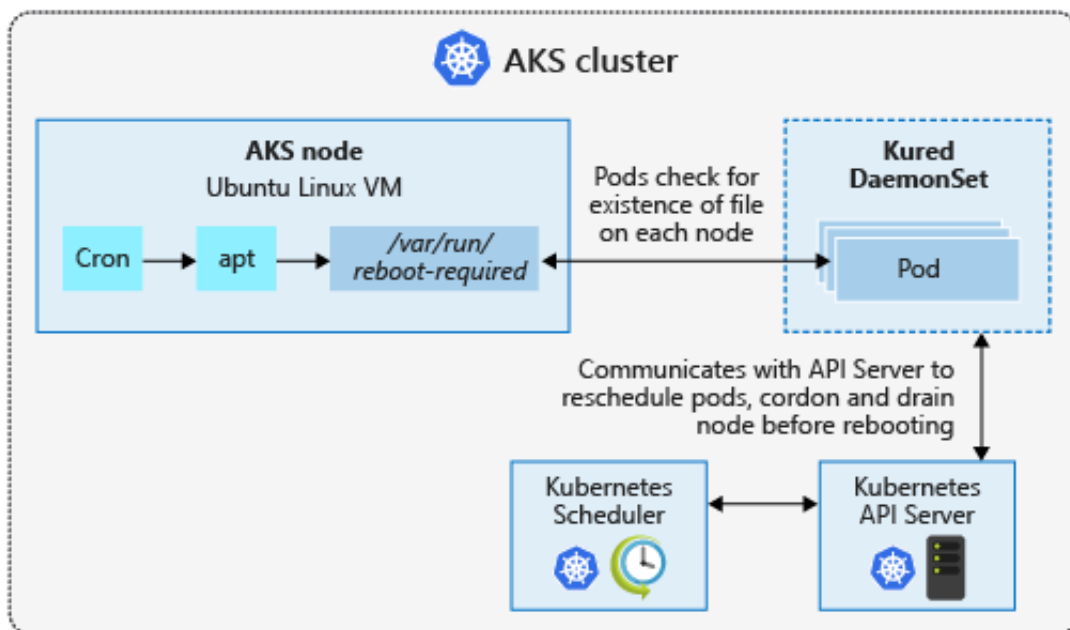 AKS cluster
AKS node
Ubuntu Linux VM
Cron
apt
/var/run/
reboot-required
Pods check for
existence of file
on each node
Kured
DaemonSet
Pod
Communicates with API Server to
reschedule pods, cordon and drain
node before rebooting
Kubernetes
Scheduler
Kubernetes
API Server